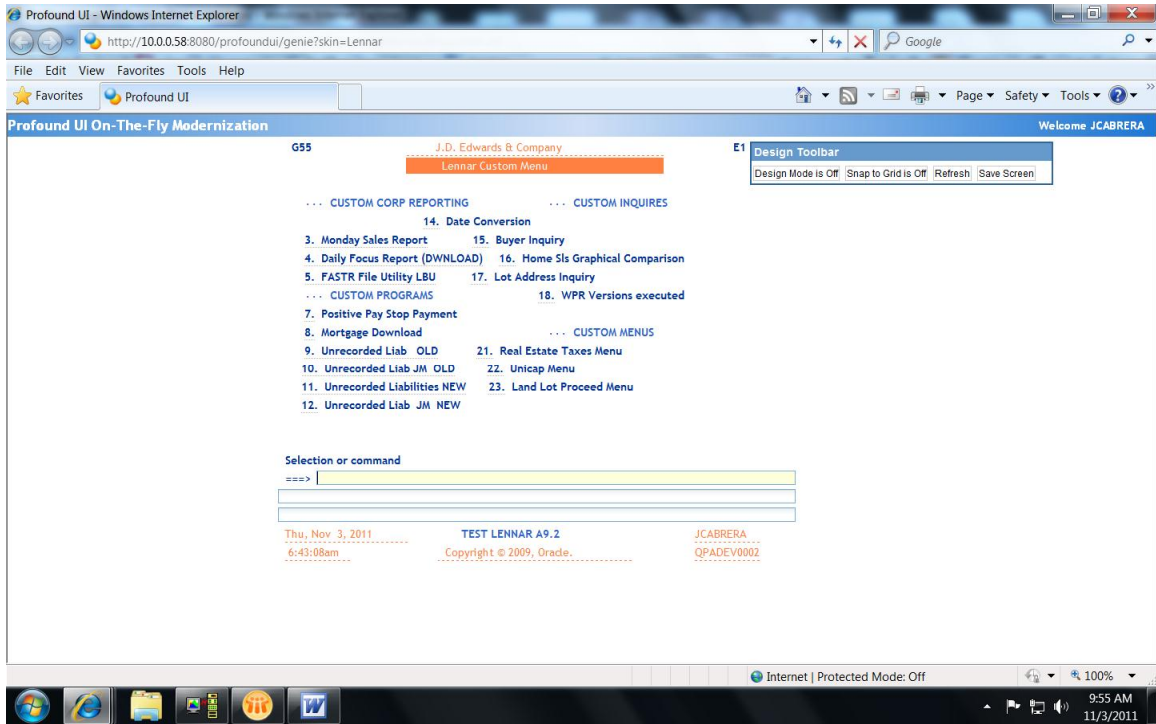 Profound UI - Windows Internet Explorer
http://10.0.0.58:8080/profoundui/genie?skin=Lennar
Google
File Edit View Favorites Tools Help
Favorites Profound UI Page Safety Tools
Profound UI On-The-Fly Modernization Welcome JCABRERA
G55 J.D. Edwards & Company E1 Design Toolbar
Lennar Custom Menu
Design Mode is Off Snap to Grid is Off Refresh Save Screen
... CUSTOM CORP REPORTING ... CUSTOM INQUIRES
14. Date Conversion
3. Monday Sales Report 15. Buyer Inquiry
4. Daily Focus Report (DWNLOAD) 16. Home Sls Graphical Comparison
5. FASTR File Utility LBU 17. Lot Address Inquiry
... CUSTOM PROGRAMS 18. WPR Versions executed
7. Positive Pay Stop Payment
8. Mortgage Download ... CUSTOM MENUS
9. Unrecorded Liab OLD 21. Real Estate Taxes Menu
10. Unrecorded Liab JM OLD 22. Unicap Menu
11. Unrecorded Liabilities NEW 23. Land Lot Proceed Menu
12. Unrecorded Liab JM NEW
Selection or command
===>
Thu, Nov 3, 2011 TEST LENNAR A9.2 JCABRERA
6:43:08am Copyright © 2009, Oracle. QPADEV0002
Internet | Protected Mode: Off 100%
9:55 AM
11/3/2011